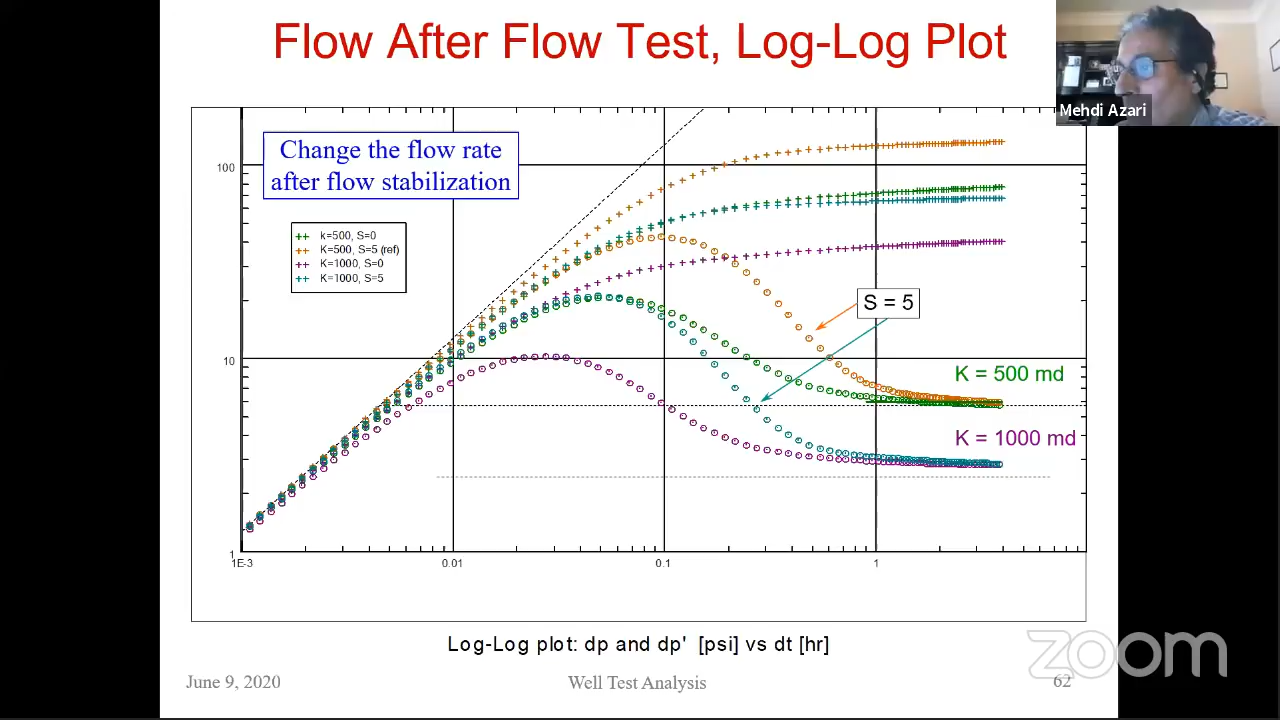 Flow After Flow Test, Log-Log Plot
Mehdi Azari
Change the flow rate
after flow stabilization
100
k=500, S=0
K=500, S=5 (ref)
K=1000, S=0
K=1000, S=5
S = 5
10
K = 500 md
K = 1000 md
1
1E-3
0.01
0.1
1
Log-Log plot: dp and dp' [psi] vs dt [hr]
zoom
June 9, 2020
Well Test Analysis
62